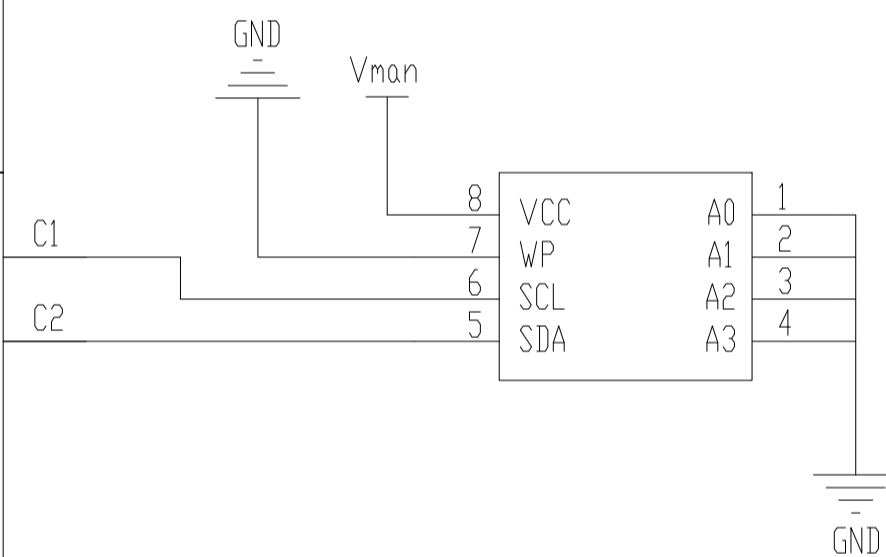 GND
Vman
8 VCC A0 1
C1 7 WP A1 2
6 SCL A2 3
C2 5 SDA A3 4
GND